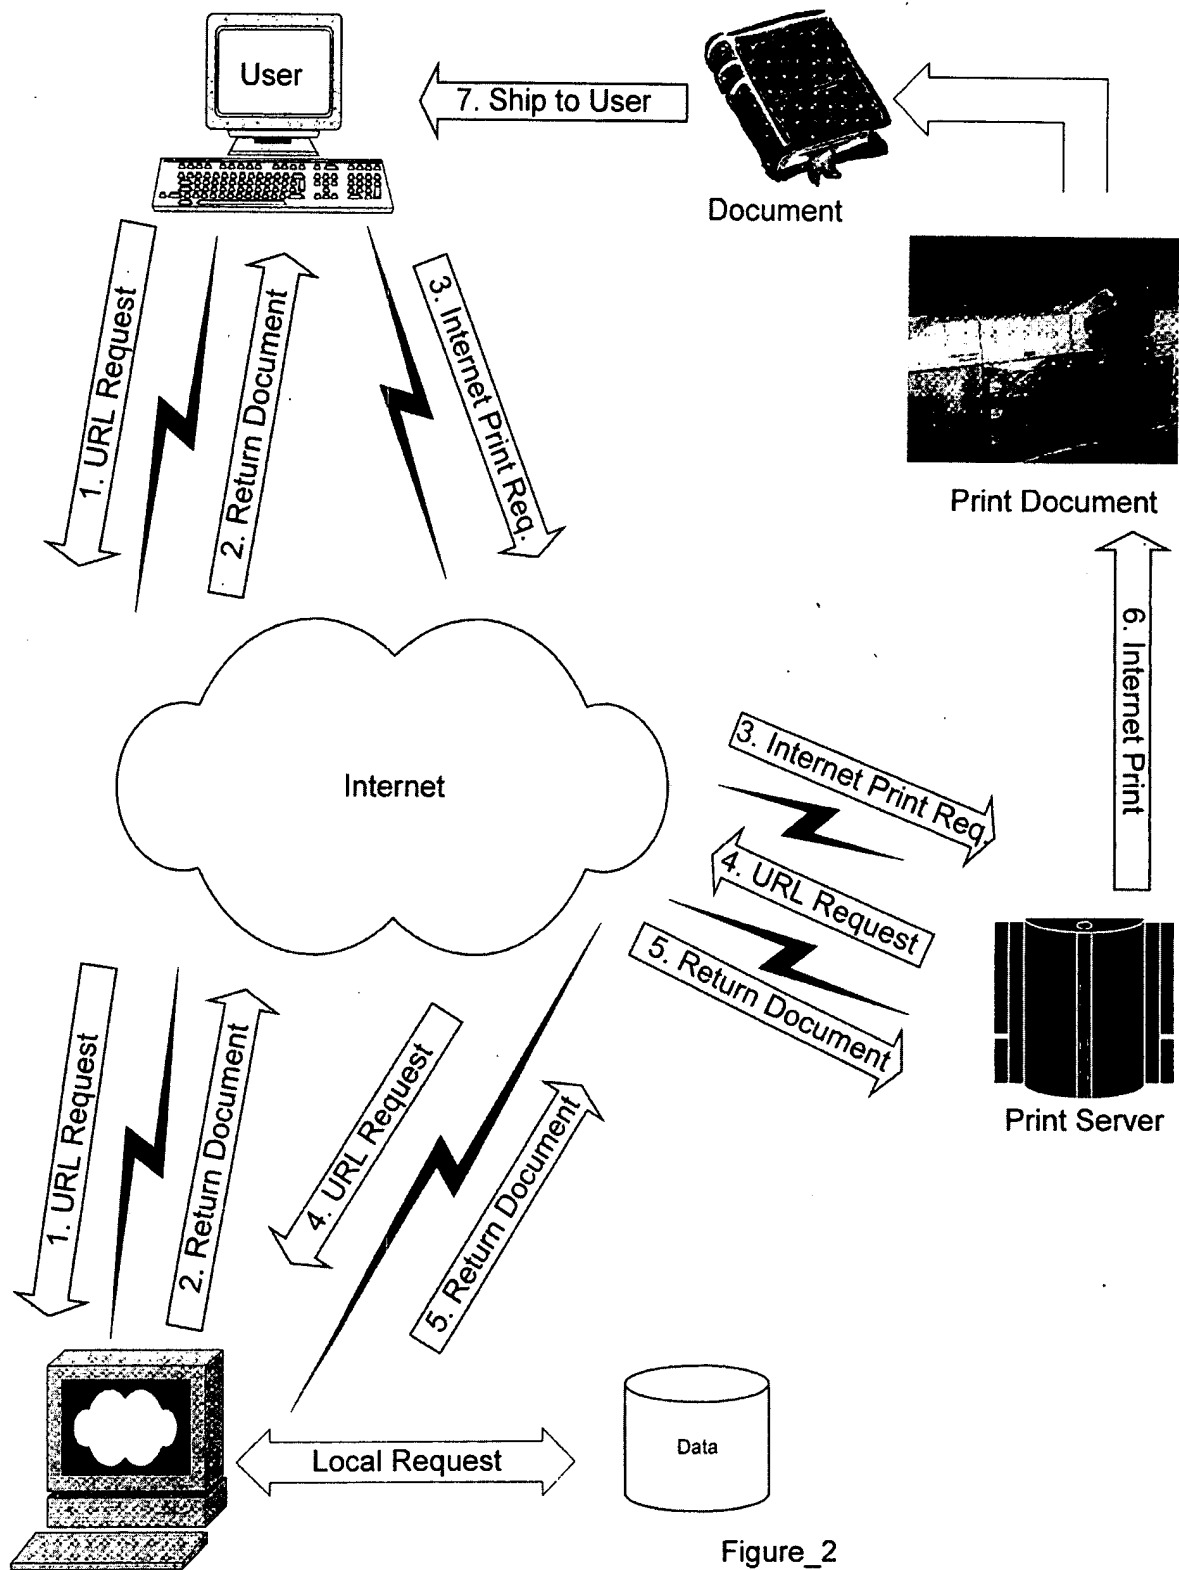 User
7. Ship to User
Document
1. URL Request
2. Return Document
3. Internet Print Req.
Print Document
6. Internet Print
Internet
3. Internet Print Req.
4. URL Request
5. Return Document
Print Server
1. URL Request
2. Return Document
4. URL Request
5. Return Document
Local Request
Data
Figure_2